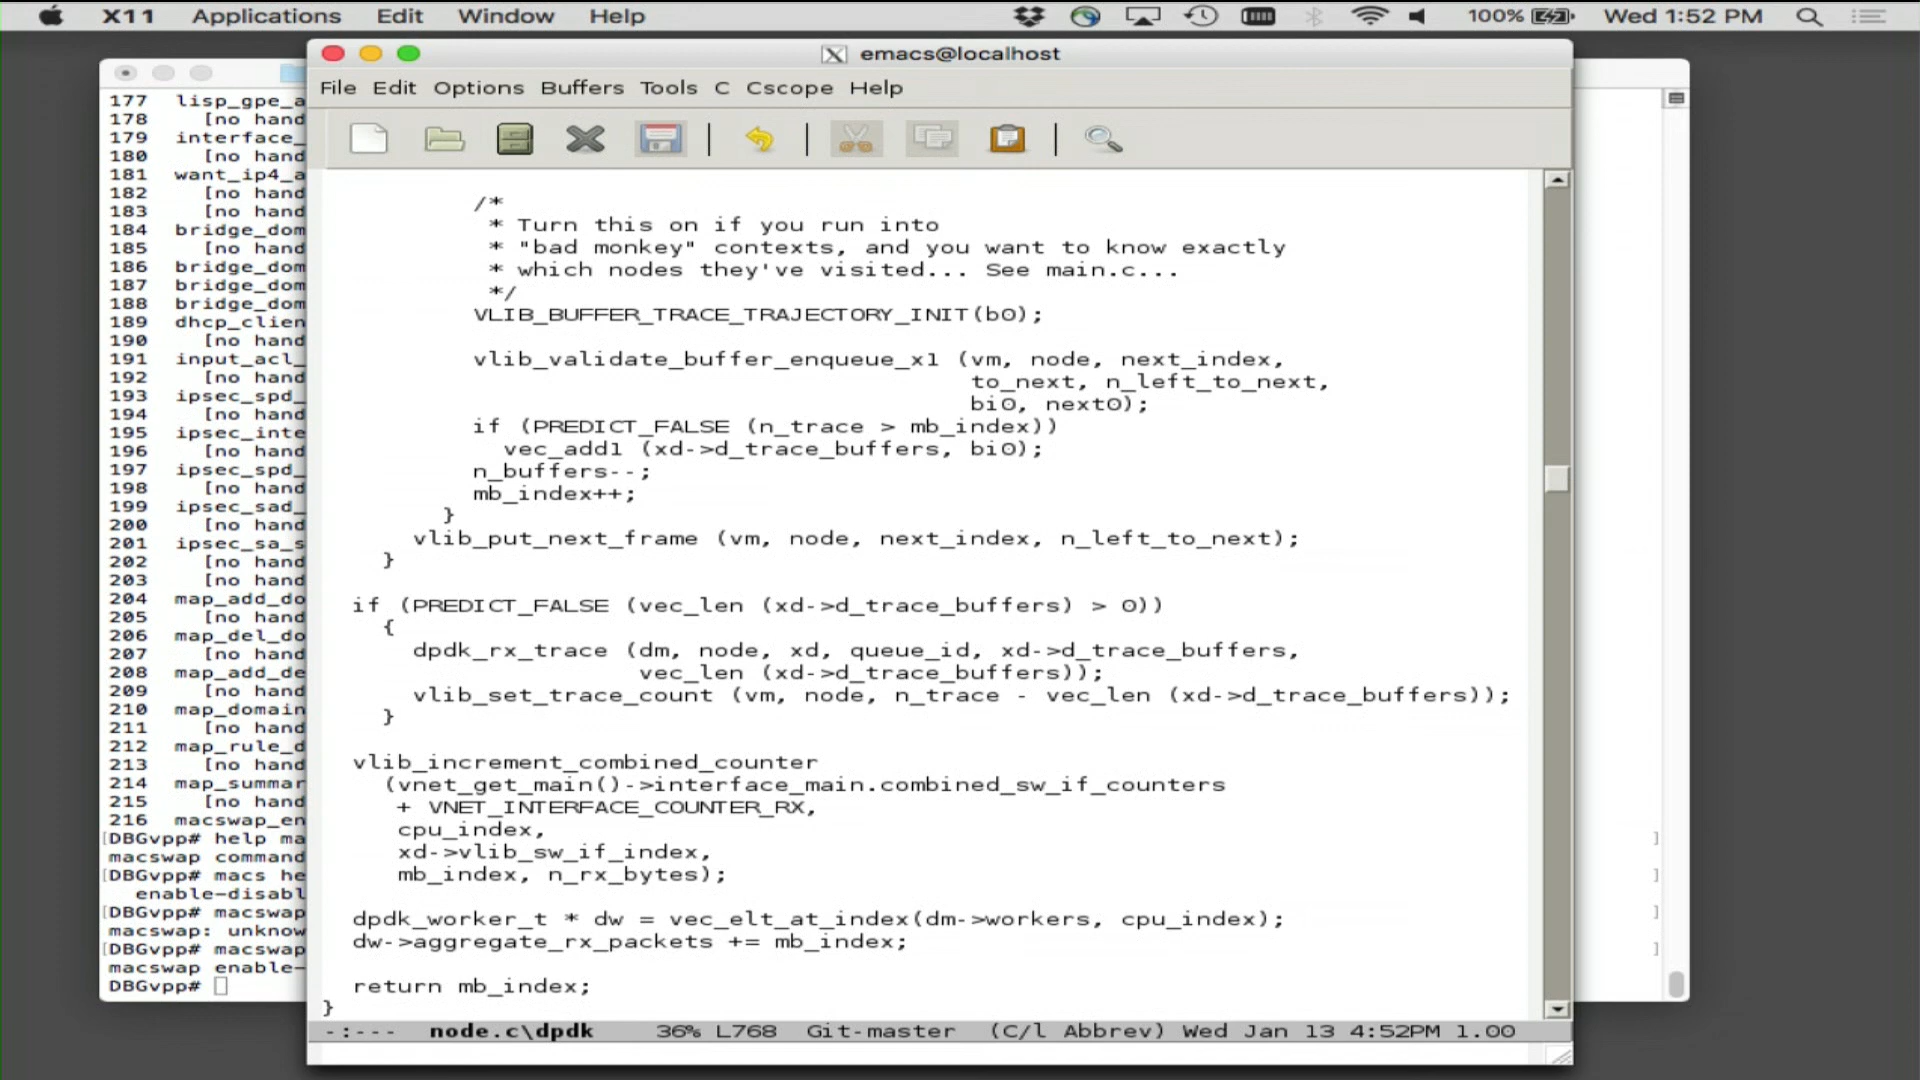 X11 Applications Edit Window Help 100% Wed 1:52 PM
emacs@localhost
File Edit Options Buffers Tools C Cscope Help
177 lisp_gpe_a
178 [no hand
179 interface_
180 [no hand
181 want_ip4_a
182 [no hand
183 [no hand
184 bridge_dom
185 [no hand
186 bridge_dom
187 bridge_dom
188 bridge_dom
189 dhcp_clien
190 [no hand
191 input_acl_
192 [no hand
193 ipsec_spd_
194 [no hand
195 ipsec_inte
196 [no hand
197 ipsec_spd_
198 [no hand
199 ipsec_sad_
200 [no hand
201 ipsec_sa_s
202 [no hand
203 [no hand
204 map_add_do
205 [no hand
206 map_del_do
207 [no hand
208 map_add_de
209 [no hand
210 map_domain
211 [no hand
212 map_rule_d
213 [no hand
214 map_summar
215 [no hand
216 macswap_en
[DBGvpp# help ma ]
macswap command
[DBGvpp# macs he ]
enable-disabl
[DBGvpp# macswap ]
macswap: unknow
[DBGvpp# macswap ]
macswap enable-
DBGvpp#
/*
* Turn this on if you run into
* "bad monkey" contexts, and you want to know exactly
* which nodes they've visited... See main.c...
*/
VLIB_BUFFER_TRACE_TRAJECTORY_INIT(b0);
vlib_validate_buffer_enqueue_x1 (vm, node, next_index,
to_next, n_left_to_next,
bi0, next0);
if (PREDICT_FALSE (n_trace > mb_index))
vec_add1 (xd->d_trace_buffers, bi0);
n_buffers--;
mb_index++;
}
vlib_put_next_frame (vm, node, next_index, n_left_to_next);
}
if (PREDICT_FALSE (vec_len (xd->d_trace_buffers) > 0))
{
dpdk_rx_trace (dm, node, xd, queue_id, xd->d_trace_buffers,
vec_len (xd->d_trace_buffers));
vlib_set_trace_count (vm, node, n_trace - vec_len (xd->d_trace_buffers));
}
vlib_increment_combined_counter
(vnet_get_main()->interface_main.combined_sw_if_counters
+ VNET_INTERFACE_COUNTER_RX,
cpu_index,
xd->vlib_sw_if_index,
mb_index, n_rx_bytes);
dpdk_worker_t * dw = vec_elt_at_index(dm->workers, cpu_index);
dw->aggregate_rx_packets += mb_index;
return mb_index;
}
-:--- node.c\dpdk 36% L768 Git-master (C/l Abbrev) Wed Jan 13 4:52PM 1.00